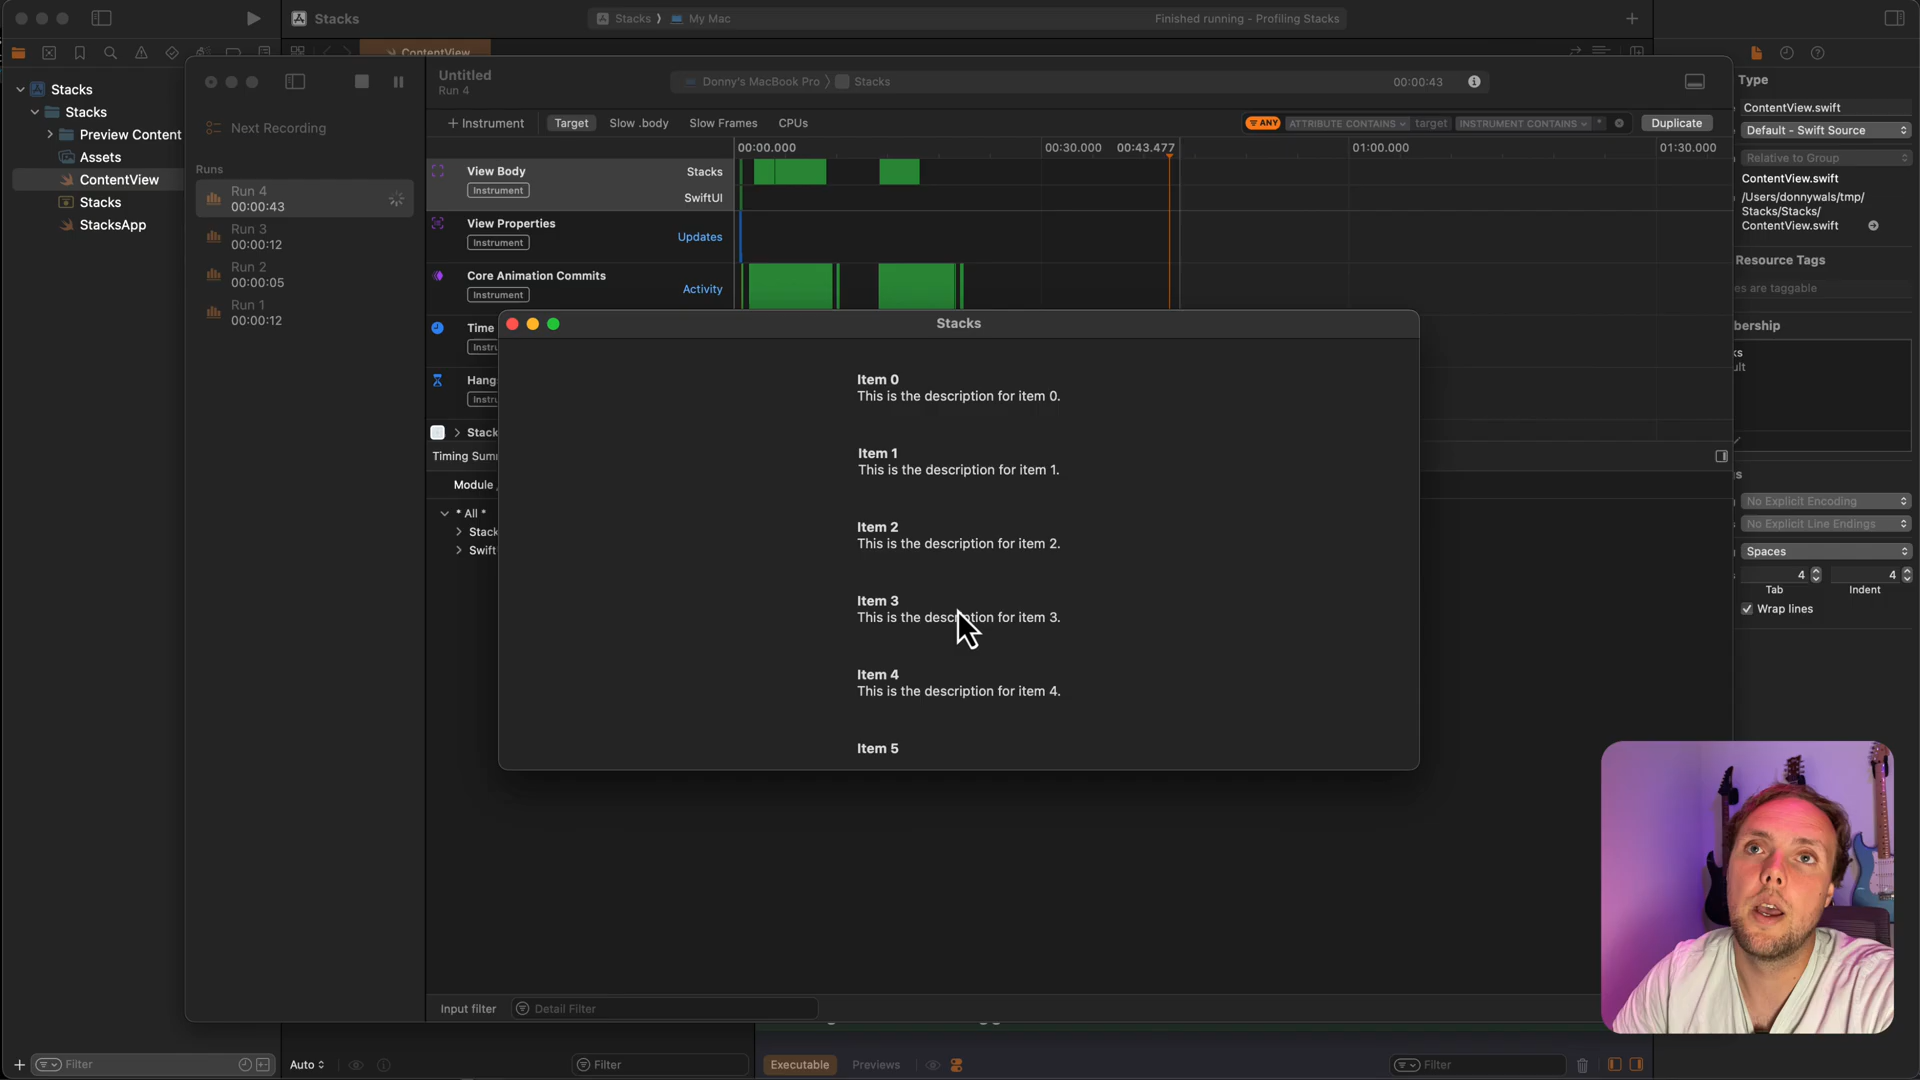 Stacks
Stacks
My Mac
Finished running - Profiling Stacks
ContentView
Stacks
Stacks
Preview Content
Assets
ContentView
Stacks
StacksApp
Next Recording
Runs
Run 4
00:00:43
Run 3
00:00:12
Run 2
00:00:05
Run 1
00:00:12
Untitled
Run 4
Donny's MacBook Pro
Stacks
00:00:43
+ Instrument
Target
Slow .body
Slow Frames
CPUs
ANY
ATTRIBUTE CONTAINS
target
INSTRUMENT CONTAINS
*
Duplicate
00:00.000
00:30.000
00:43.477
01:00.000
01:30.000
View Body
Instrument
Stacks
SwiftUI
View Properties
Instrument
Updates
Core Animation Commits
Instrument
Activity
Time
Instru
Hang
Instru
Stack
Timing Sum
Module
* All *
Stack
Swift
Stacks
Item 0
This is the description for item 0.
Item 1
This is the description for item 1.
Item 2
This is the description for item 2.
Item 3
This is the description for item 3.
Item 4
This is the description for item 4.
Item 5
Input filter
Detail Filter
Filter
Auto
Filter
Executable
Previews
Filter
Type
ContentView.swift
Default - Swift Source
Relative to Group
ContentView.swift
/Users/donnywals/tmp/
Stacks/Stacks/
ContentView.swift
Resource Tags
es are taggable
bership
ks
ult
s
No Explicit Encoding
No Explicit Line Endings
Spaces
4
4
Tab
Indent
Wrap lines